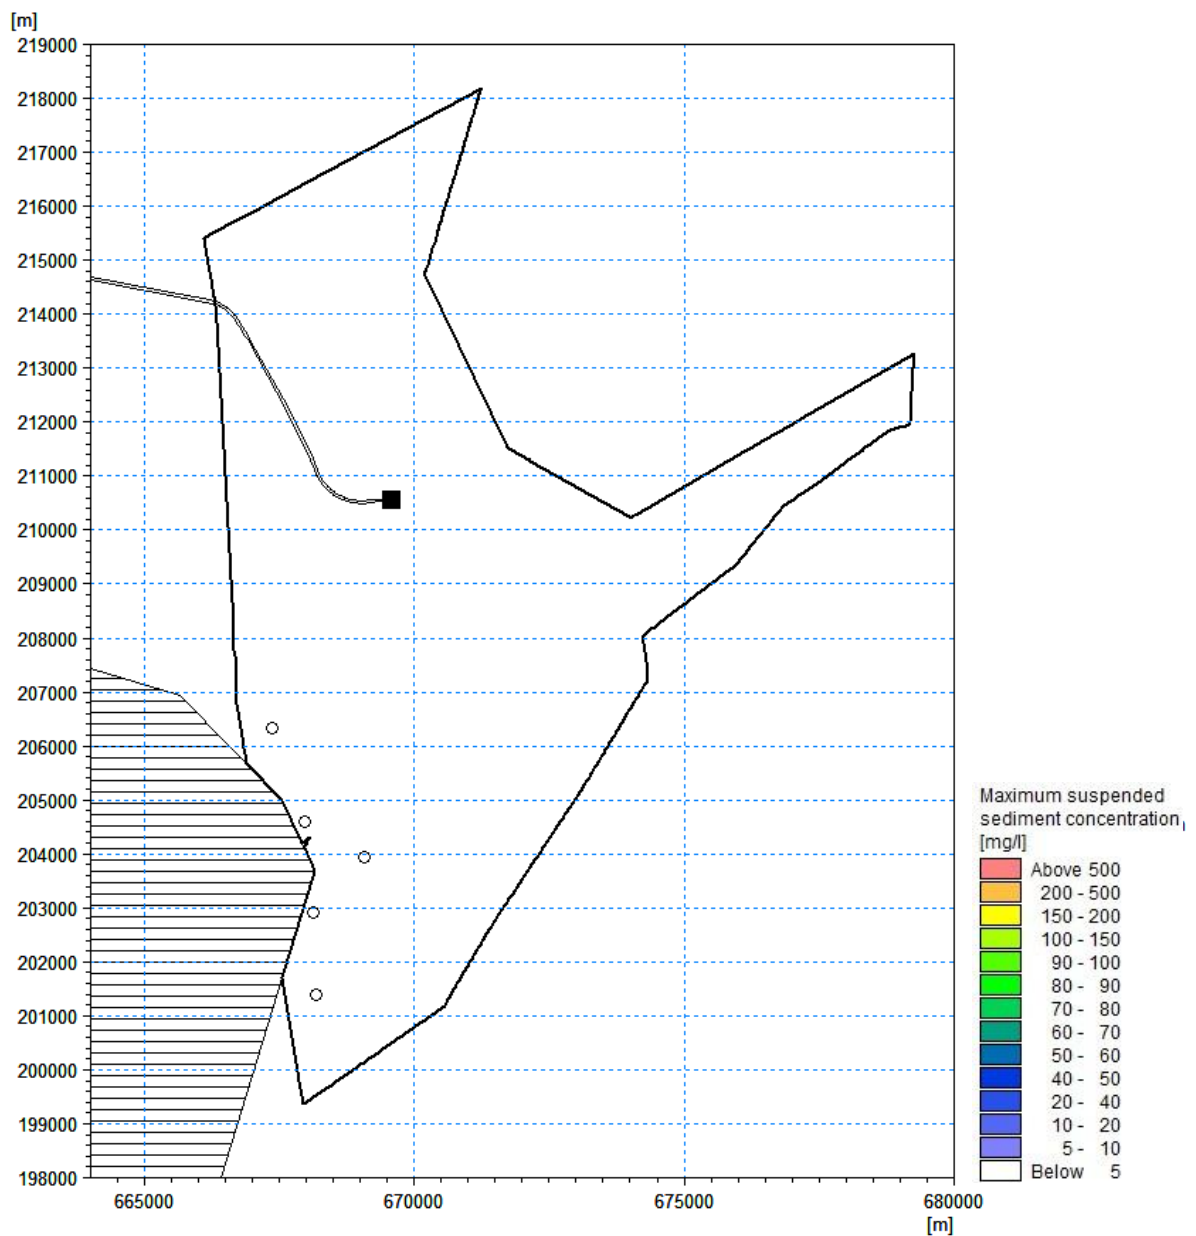 [m]
219000
218000
217000
216000
215000
214000
213000
212000
211000
210000
209000
208000
207000
206000
205000
204000
203000
202000
201000
200000
199000
198000
665000 670000 675000 680000
[m]
Maximum suspended
sediment concentration
[mg/l]
Above 500
200 - 500
150 - 200
100 - 150
90 - 100
80 - 90
70 - 80
60 - 70
50 - 60
40 - 50
20 - 40
10 - 20
5 - 10
Below 5